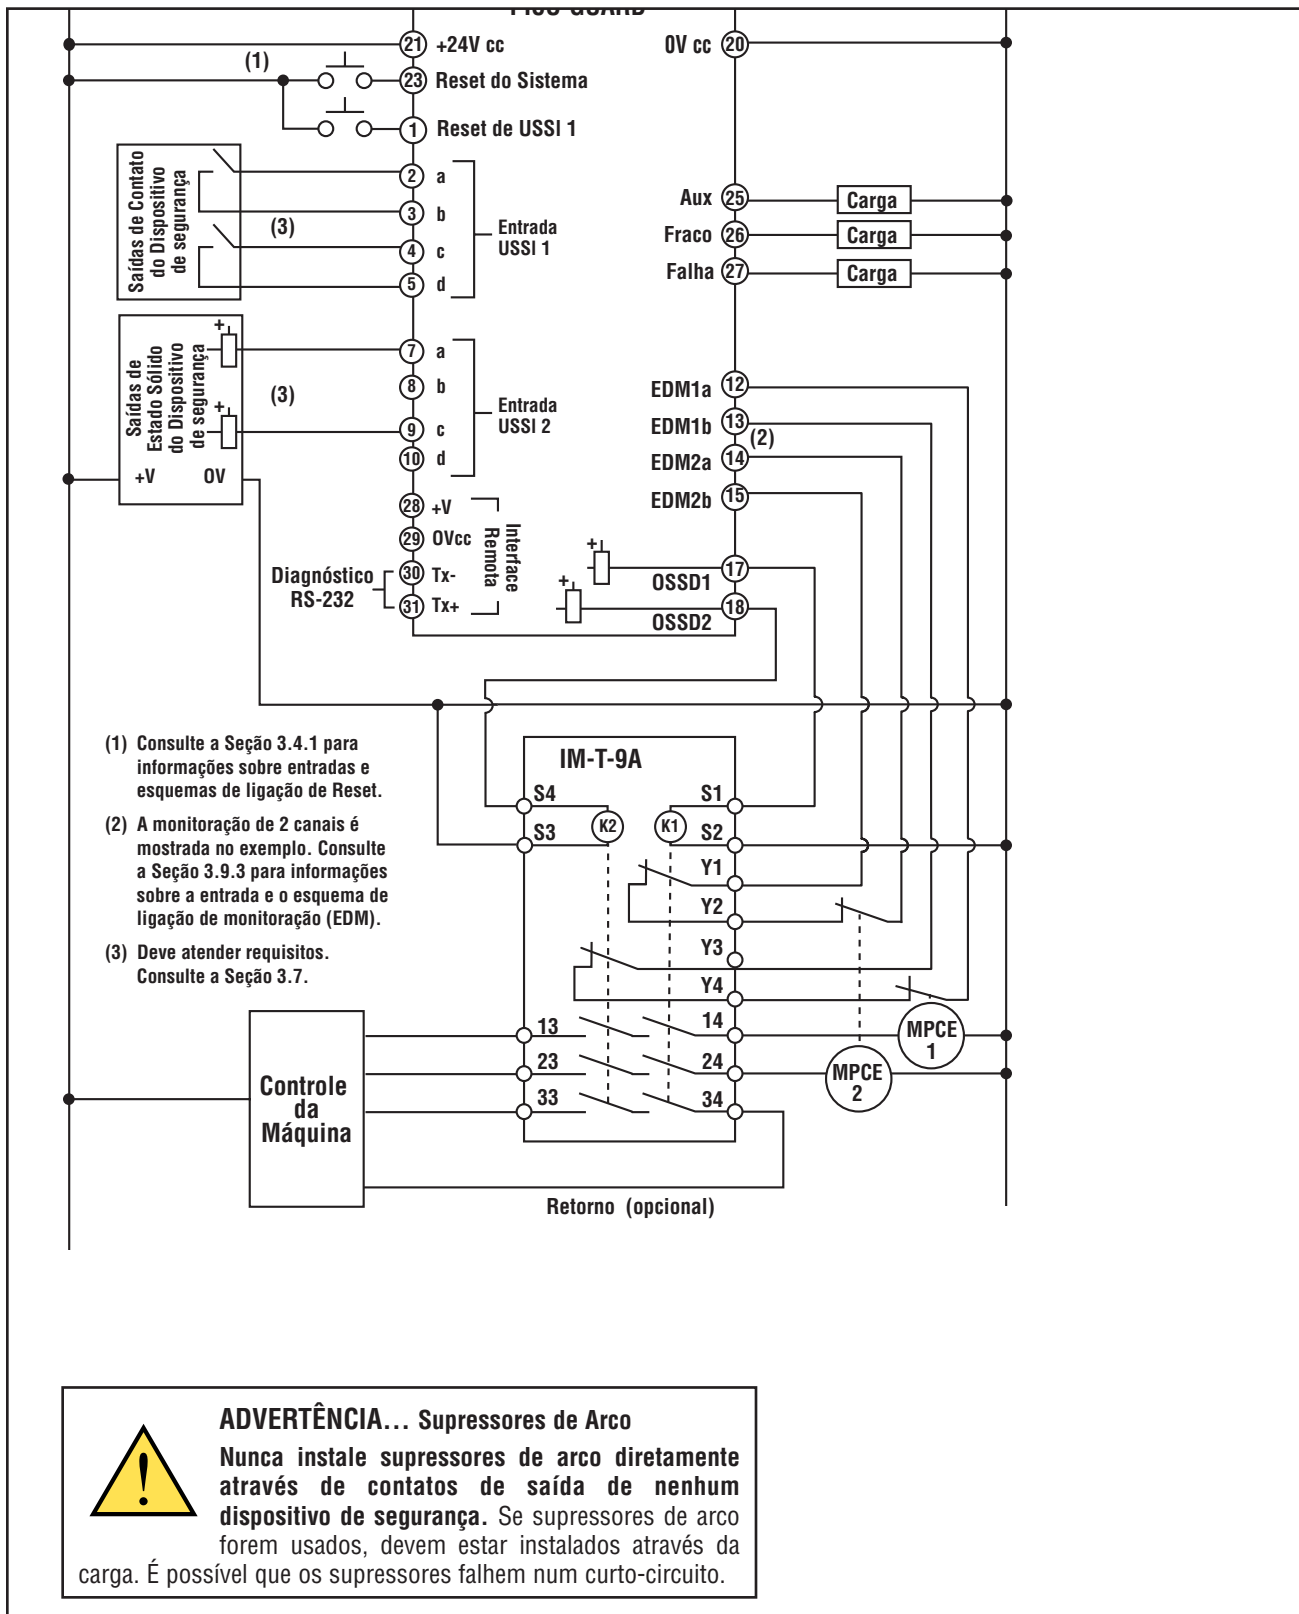 21 +24V cc
0V cc 20
(1)
23 Reset do Sistema
1 Reset de USSI 1
Saídas de Contato
do Dispositivo
de segurança
(3)
2 a
3 b
4 c
5 d
Entrada
USSI 1
Aux 25 Carga
Fraco 26 Carga
Falha 27 Carga
Saídas de
Estado Sólido
do Dispositivo
de segurança
+
+
+V 0V
(3)
7 a
8 b
9 c
10 d
Entrada
USSI 2
EDM1a 12
EDM1b 13
(2)
EDM2a 14
EDM2b 15
28 +V
29 0Vcc
30 Tx-
31 Tx+
Interface
Remota
Diagnóstico
RS-232
+
OSSD1 17
+
OSSD2 18
(1) Consulte a Seção 3.4.1 para
informações sobre entradas e
esquemas de ligação de Reset.
(2) A monitoração de 2 canais é
mostrada no exemplo. Consulte
a Seção 3.9.3 para informações
sobre a entrada e o esquema de
ligação de monitoração (EDM).
(3) Deve atender requisitos.
Consulte a Seção 3.7.
IM-T-9A
S4 S1
K2 K1
S3 S2
Y1
Y2
Y3
Y4
13 14
23 24
33 34
MPCE
1
MPCE
2
Controle
da
Máquina
Retorno (opcional)
ADVERTÊNCIA... Supressores de Arco
Nunca instale supressores de arco diretamente
através de contatos de saída de nenhum
dispositivo de segurança. Se supressores de arco
forem usados, devem estar instalados através da
carga. É possível que os supressores falhem num curto-circuito.
!